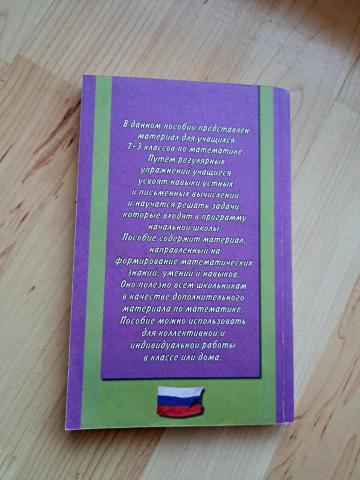 В данном пособии представлен
материал для учащихся
1-3 классов по математике.
Путём регулярных
упражнений учащиеся
усвоят навыки устных
и письменных вычислений
и научатся решать задачи,
которые входят в программу
начальной школы.
Пособие содержит материал,
направленный на
формирование математических
знаний, умений и навыков.
Оно полезно всем школьникам
в качестве дополнительного
материала по математике.
Пособие можно использовать
для коллективной и
индивидуальной работы
в классе или дома.